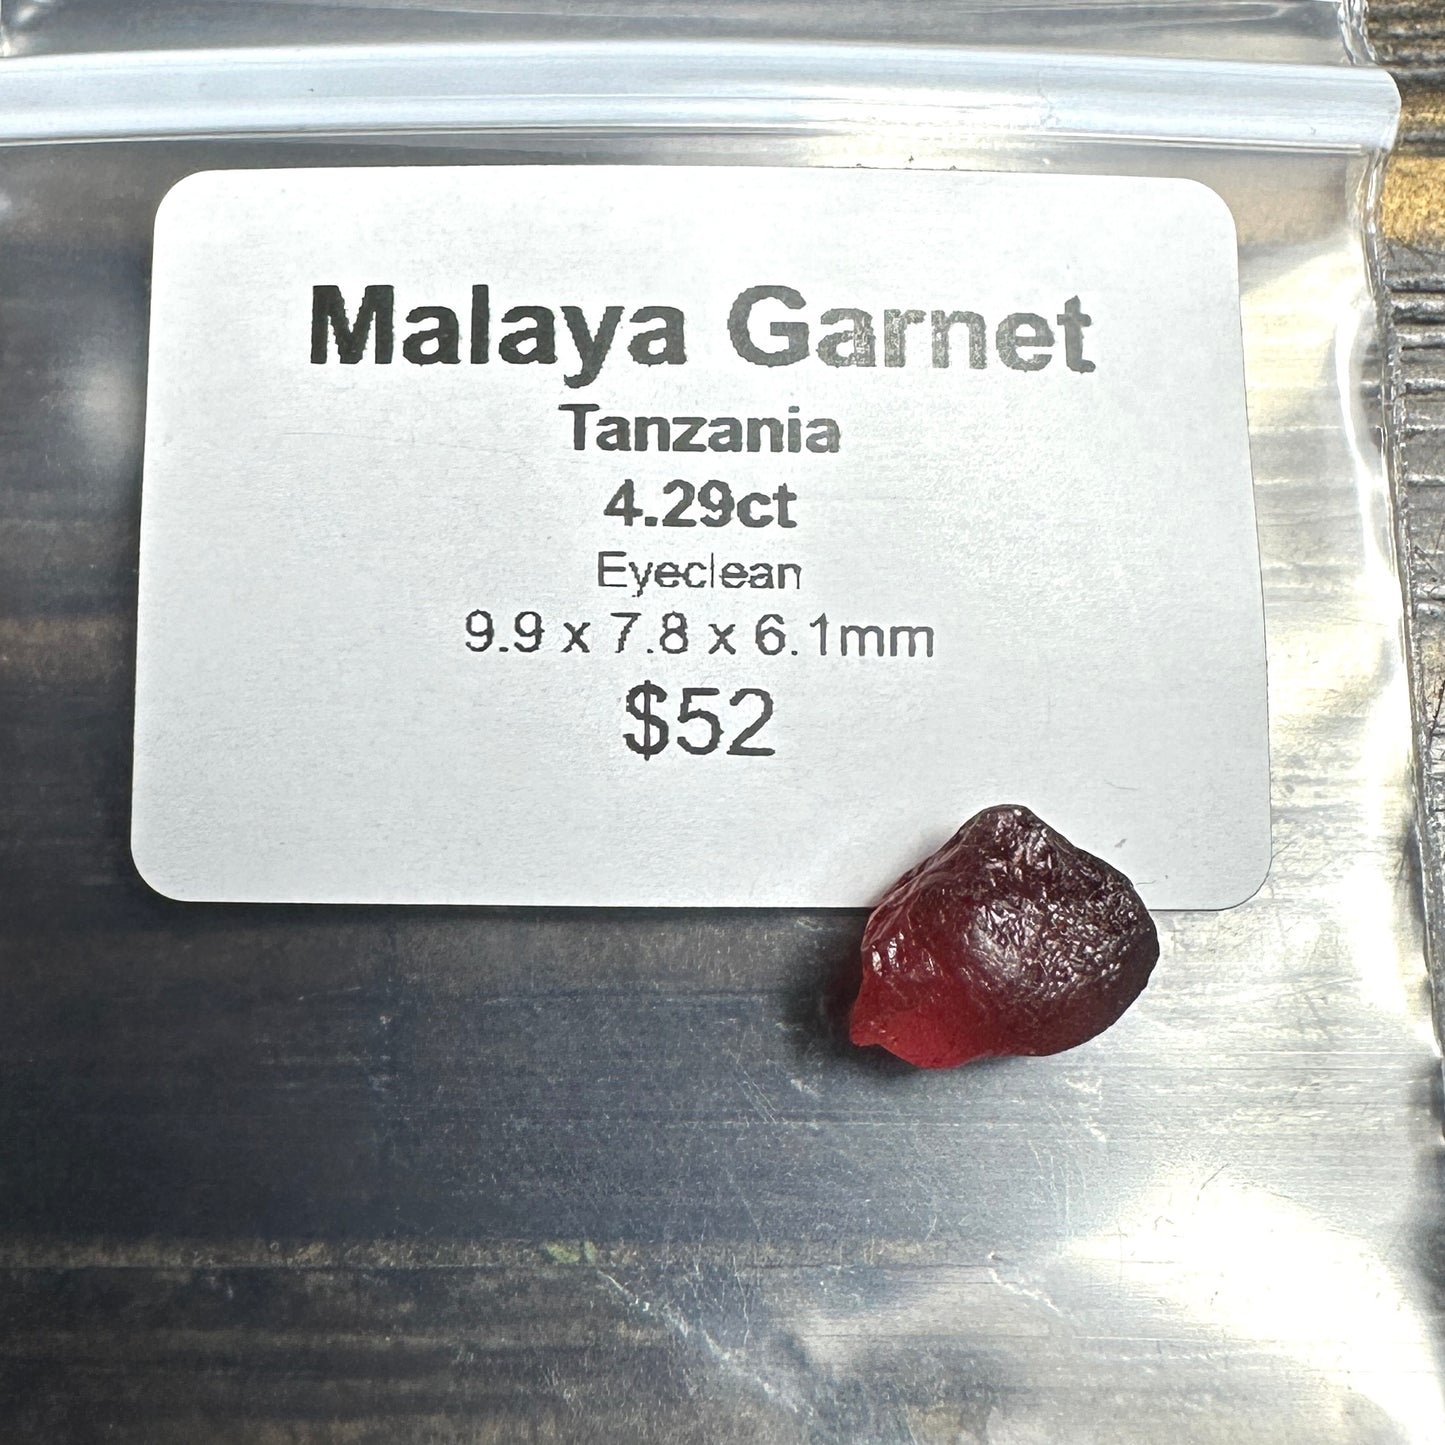 Malaya Garnet
Tanzania
4.29ct
Eyeclean
9.9 x 7.8 x 6.1mm
$52